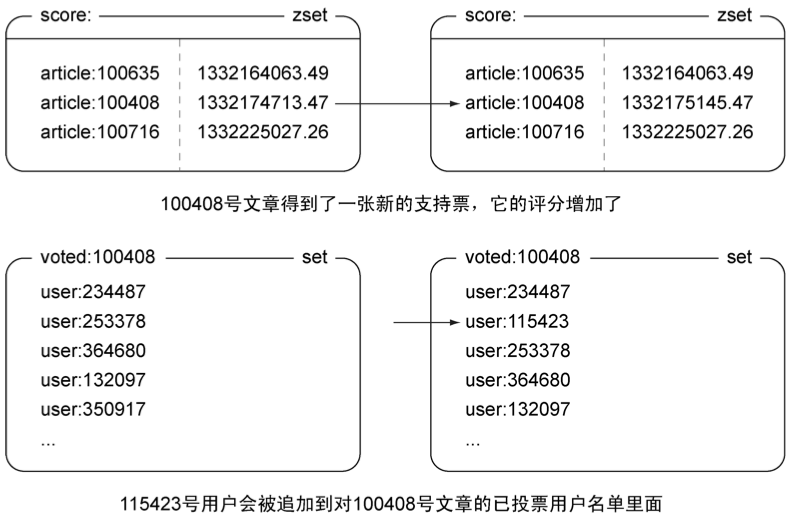 score: zset score: zset
article:100635 1332164063.49 article:100635 1332164063.49
article:100408 1332174713.47 article:100408 1332175145.47
article:100716 1332225027.26 article:100716 1332225027.26
100408号文章得到了一张新的支持票，它的评分增加了
voted:100408 set voted:100408 set
user:234487 user:234487
user:253378 user:115423
user:364680 user:253378
user:132097 user:364680
user:350917 user:132097
... ...
115423号用户会被追加到对100408号文章的已投票用户名单里面